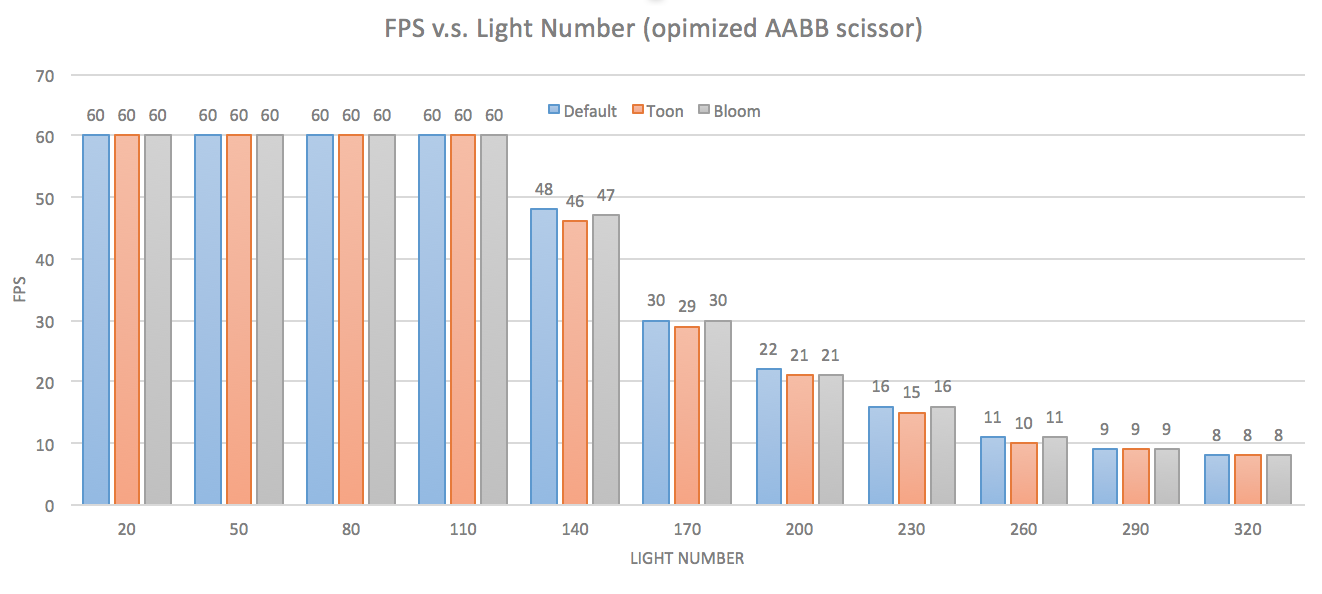 FPS v.s. Light Number (opimized AABB scissor)
70
60 60 60 60 60 60 60 60 60 60 60 60 Default Toon Bloom
60
50 48 46 47
40
30 30 29 30
20 22 21 21
16 15 16
10 11 10 11 9 9 9 8 8 8
0
FPS
20 50 80 110 140 170 200 230 260 290 320
LIGHT NUMBER